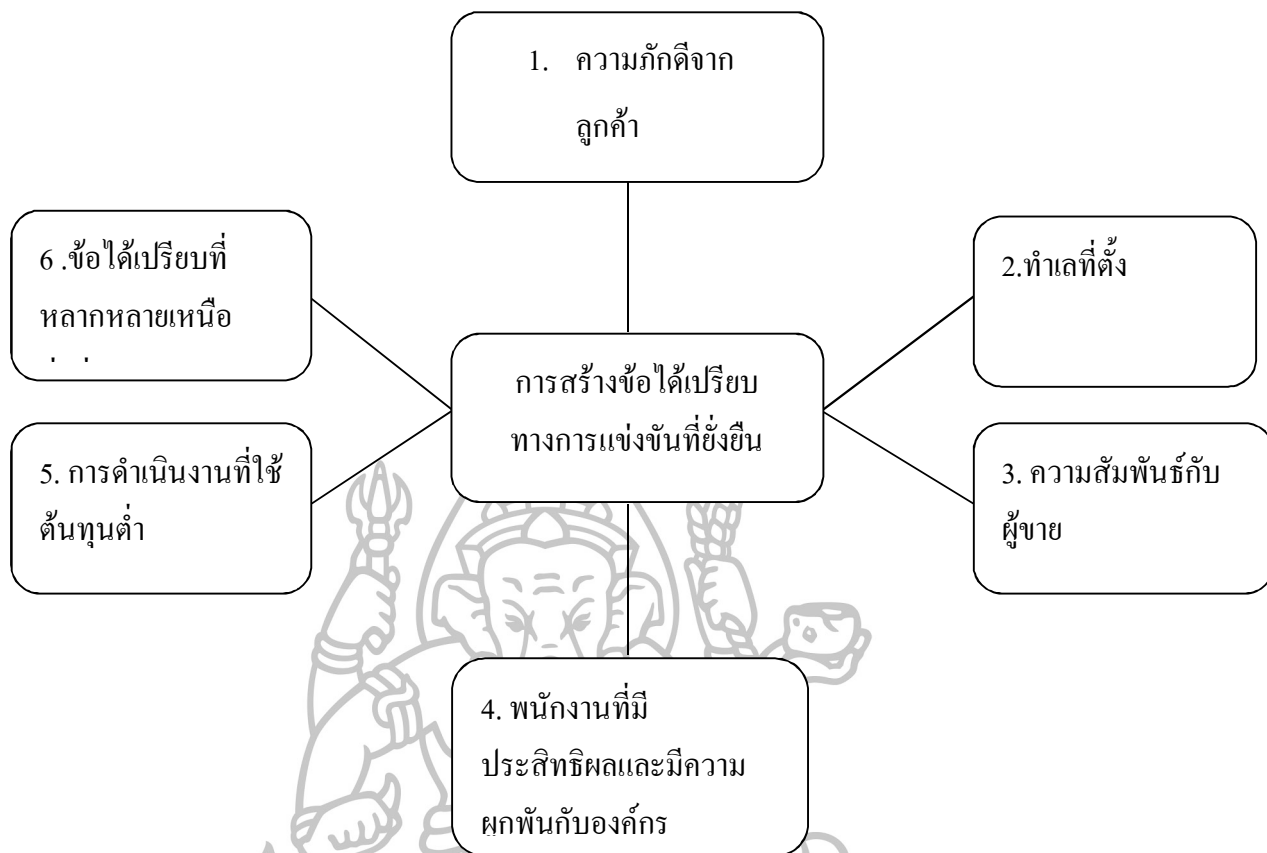 1. ความภักดีจาก
ลูกค้า
6 .ข้อได้เปรียบที่
หลากหลายเหนือ
2.ทำเลที่ตั้ง
การสร้างข้อได้เปรียบ
ทางการแข่งขันที่ยั่งยืน
5. การดำเนินงานที่ใช้
ต้นทุนต่ำ
3. ความสัมพันธ์กับ
ผู้ขาย
4. พนักงานที่มี
ประสิทธิผลและมีความ
ผูกพันกับองค์กร